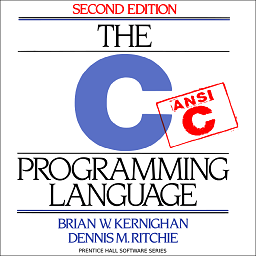 SECOND EDITION
THE
C
ANSI
C
PROGRAMMING
LANGUAGE
BRIAN W. KERNIGHAN
DENNIS M. RITCHIE
PRENTICE HALL SOFTWARE SERIES